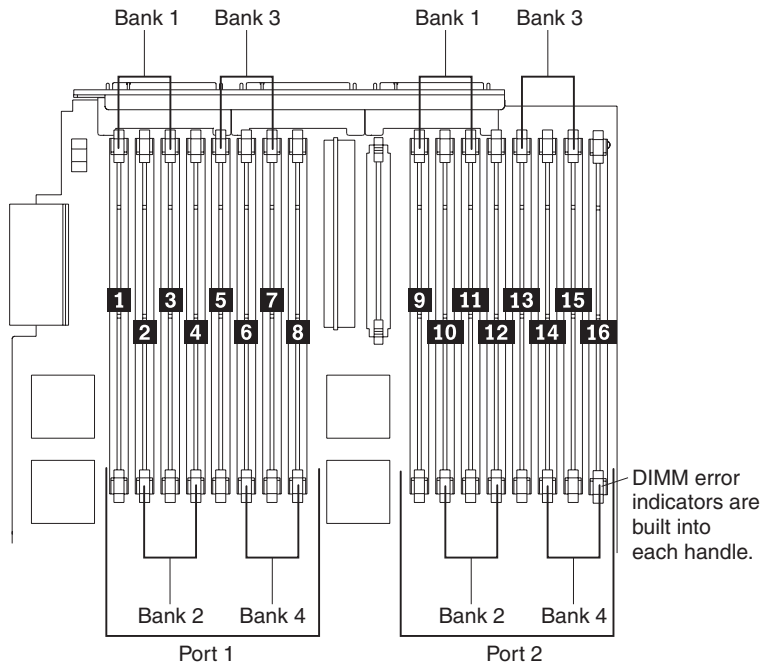 Bank 1 Bank 3 Bank 1 Bank 3
1 3 5 7 9 11 13 15
2 4 6 8 10 12 14 16
DIMM error
indicators are
built into
each handle.
Bank 2 Bank 4 Bank 2 Bank 4
Port 1 Port 2